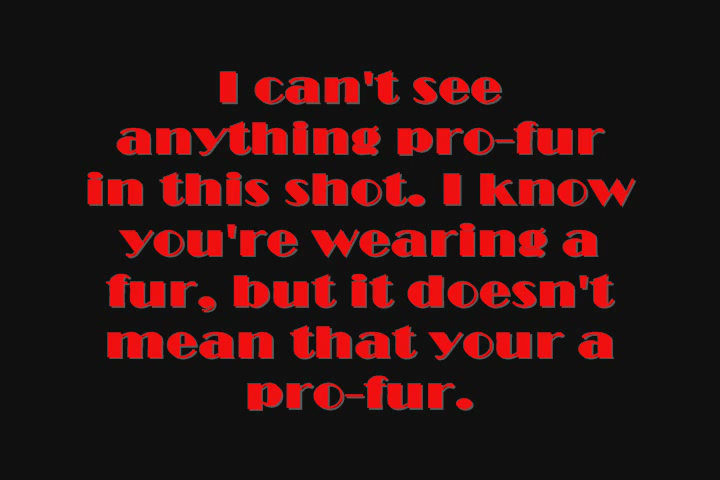 I can't see
anything pro-fur
in this shot. I know
you're wearing a
fur, but it doesn't
mean that your a
pro-fur.